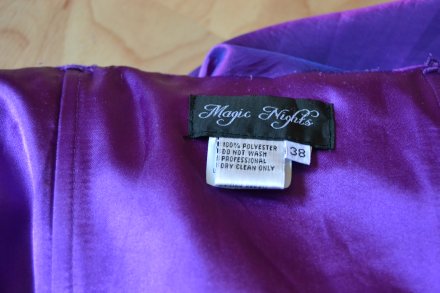 Magic Nights
100% POLYESTER
DO NOT WASH
PROFESSIONAL
DRY CLEAN ONLY
38